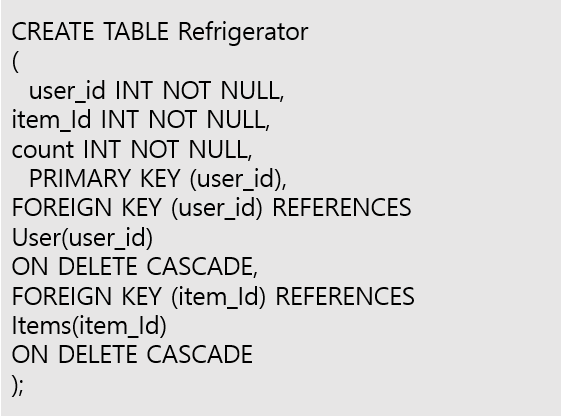 CREATE TABLE Refrigerator
(
user_id INT NOT NULL,
item_Id INT NOT NULL,
count INT NOT NULL,
PRIMARY KEY (user_id),
FOREIGN KEY (user_id) REFERENCES
User(user_id)
ON DELETE CASCADE,
FOREIGN KEY (item_Id) REFERENCES
Items(item_Id)
ON DELETE CASCADE
);